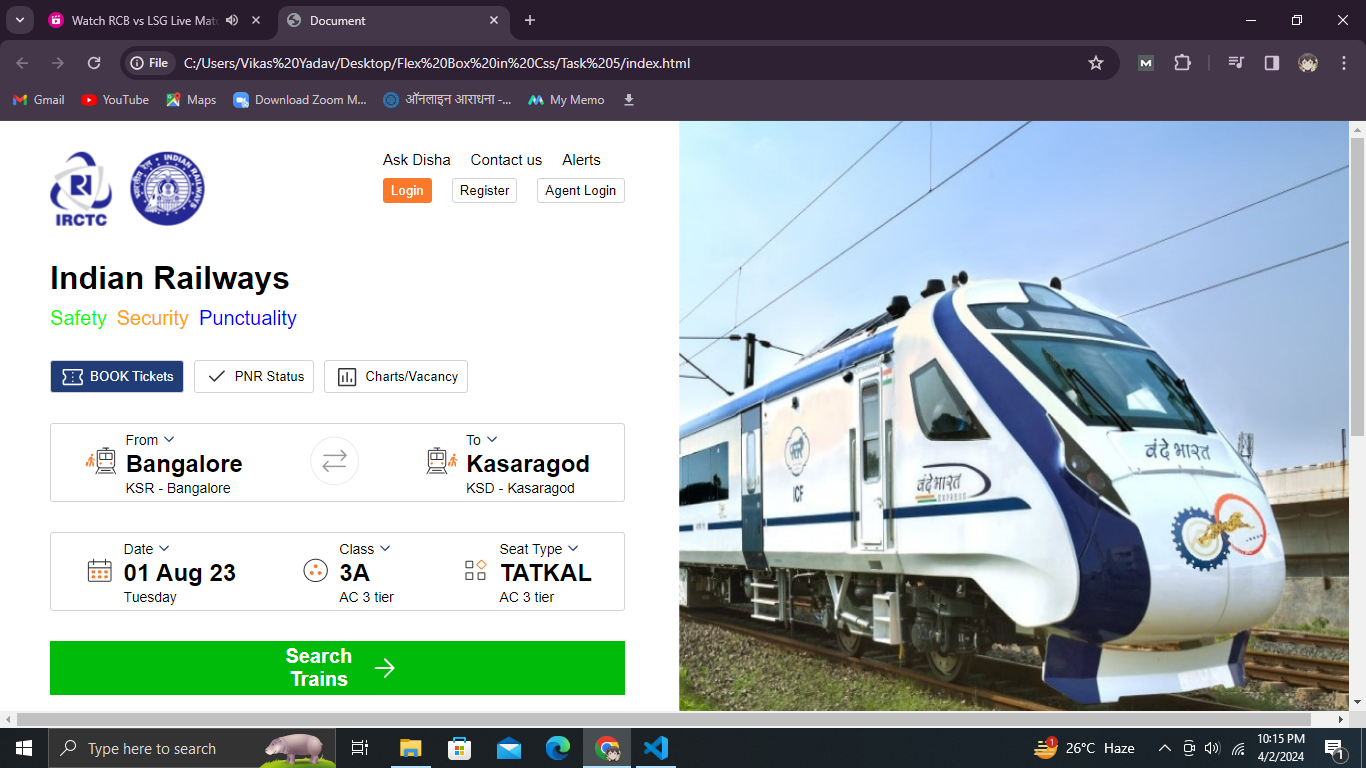 Watch RCB vs LSG Live Mat
Document
File
C:/Users/Vikas%20Yadav/Desktop/Flex%20Box%20in%20Css/Task%205/index.html
M
Gmail
YouTube
Maps
Download Zoom M...
ऑनलाइन आराधना -...
My Memo
IRCTC
INDIAN RAILWAYS
भारतीय रेल
Ask Disha Contact us Alerts
Login Register Agent Login
Indian Railways
Safety Security Punctuality
BOOK Tickets PNR Status Charts/Vacancy
From
Bangalore
KSR - Bangalore
To
Kasaragod
KSD - Kasaragod
Date
01 Aug 23
Tuesday
Class
3A
AC 3 tier
Seat Type
TATKAL
AC 3 tier
Search
Trains
ICF
वंदे भारत
EXPRESS
वंदे भारत
Type here to search
1
26°C Haze
10:15 PM
4/2/2024
1